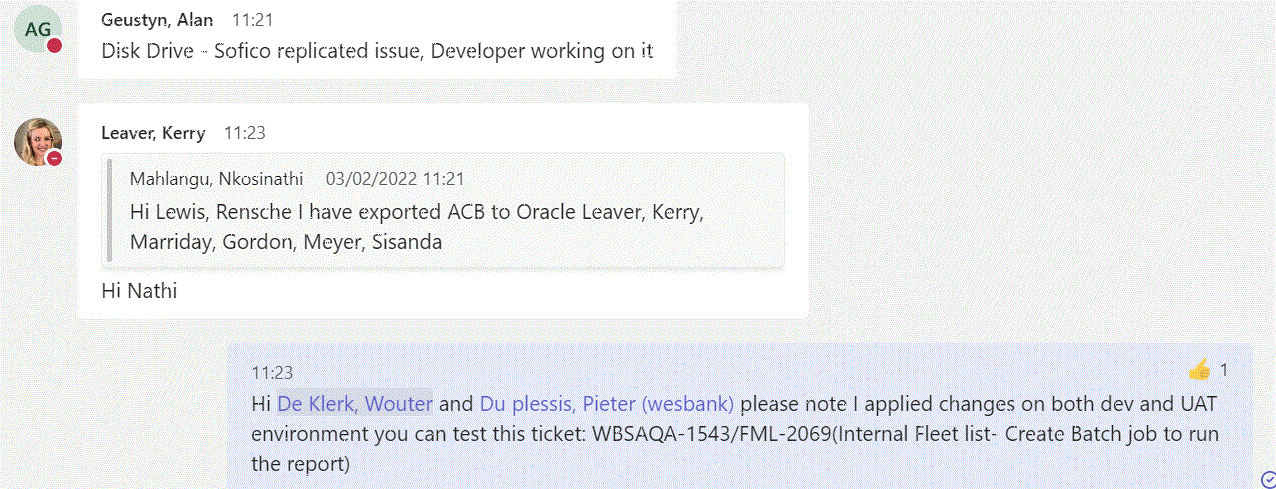 AG
Geustyn, Alan 11:21
Disk Drive - Sofico replicated issue, Developer working on it
Leaver, Kerry 11:23
Mahlangu, Nkosinathi 03/02/2022 11:21
Hi Lewis, Rensche I have exported ACB to Oracle Leaver, Kerry,
Marriday, Gordon, Meyer, Sisanda
Hi Nathi
11:23 👍 1
Hi De Klerk, Wouter and Du plessis, Pieter (wesbank) please note I applied changes on both dev and UAT
environment you can test this ticket: WBSAQA-1543/FML-2069(Internal Fleet list- Create Batch job to run
the report)